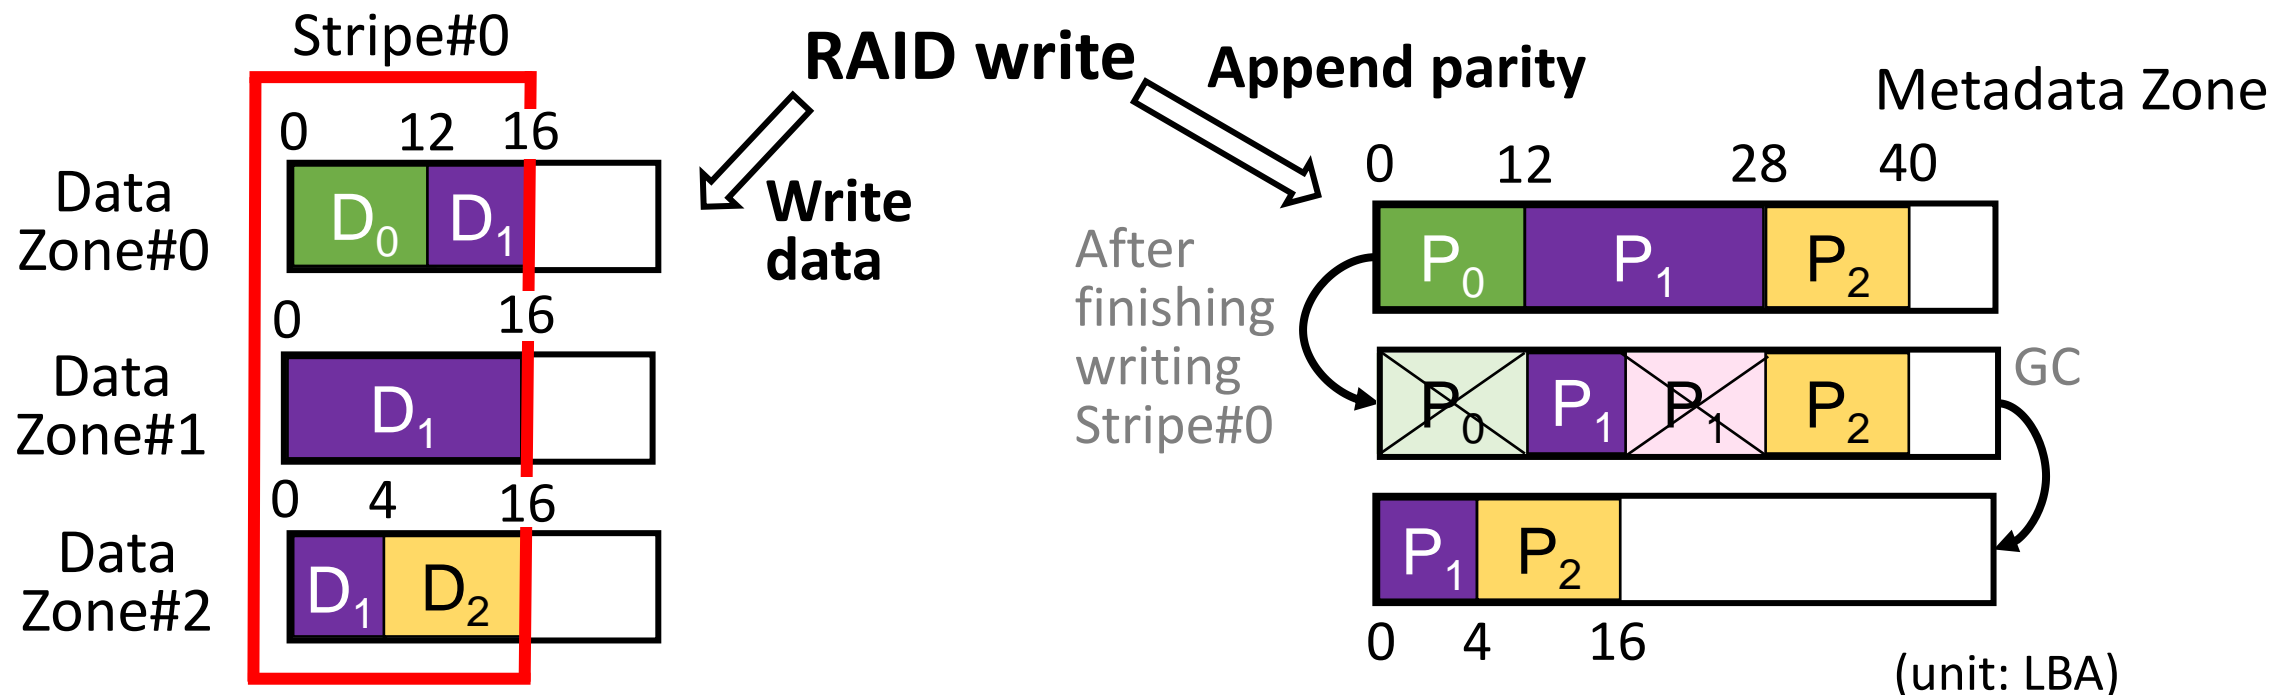 Stripe#0
0 12 16
Data
Zone#0
D0 D1
0 16
Data
Zone#1
D1
0 4 16
Data
Zone#2
D1 D2
RAID write
Write
data
Append parity
Metadata Zone
0 12 28 40
P0 P1 P2
After
finishing
writing
Stripe#0
P0 P1 P1 P2
GC
P1 P2
0 4 16
(unit: LBA)